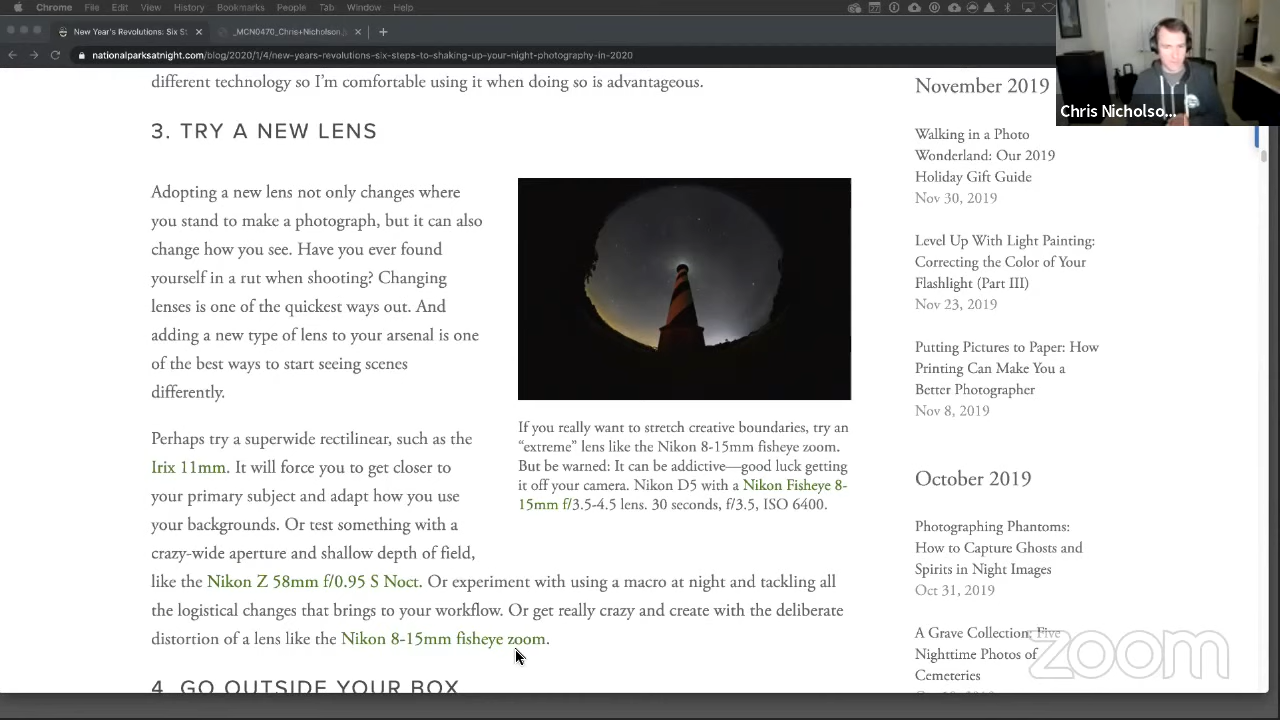 Chrome File Edit View History Bookmarks People Tab Window Help
New Year's Revolutions: Six St
_MCN0470_Chris+Nicholson.j
nationalparksatnight.com/blog/2020/1/4/new-years-revolutions-six-steps-to-shaking-up-your-night-photography-in-2020
Chris Nicholso...
different technology so I'm comfortable using it when doing so is advantageous.
3. TRY A NEW LENS
Adopting a new lens not only changes where
you stand to make a photograph, but it can also
change how you see. Have you ever found
yourself in a rut when shooting? Changing
lenses is one of the quickest ways out. And
adding a new type of lens to your arsenal is one
of the best ways to start seeing scenes
differently.
Perhaps try a superwide rectilinear, such as the
Irix 11mm. It will force you to get closer to
your primary subject and adapt how you use
your backgrounds. Or test something with a
crazy-wide aperture and shallow depth of field,
like the Nikon Z 58mm f/0.95 S Noct. Or experiment with using a macro at night and tackling all
the logistical changes that brings to your workflow. Or get really crazy and create with the deliberate
distortion of a lens like the Nikon 8-15mm fisheye zoom.
If you really want to stretch creative boundaries, try an
“extreme” lens like the Nikon 8-15mm fisheye zoom.
But be warned: It can be addictive—good luck getting
it off your camera. Nikon D5 with a Nikon Fisheye 8-
15mm f/3.5-4.5 lens. 30 seconds, f/3.5, ISO 6400.
4. GO OUTSIDE YOUR BOX
November 2019
Walking in a Photo
Wonderland: Our 2019
Holiday Gift Guide
Nov 30, 2019
Level Up With Light Painting:
Correcting the Color of Your
Flashlight (Part III)
Nov 23, 2019
Putting Pictures to Paper: How
Printing Can Make You a
Better Photographer
Nov 8, 2019
October 2019
Photographing Phantoms:
How to Capture Ghosts and
Spirits in Night Images
Oct 31, 2019
A Grave Collection: Five
Nighttime Photos of
Cemeteries
zoom